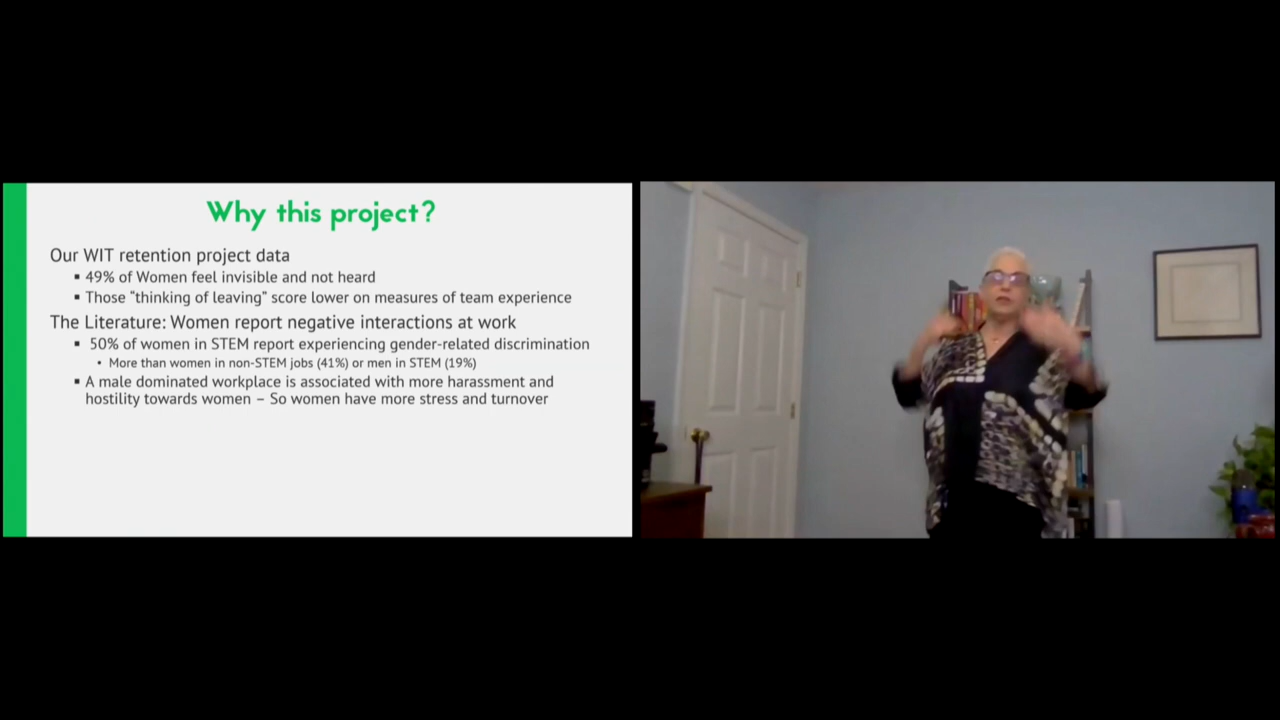 Why this project?
Our WIT retention project data
▪ 49% of Women feel invisible and not heard
▪ Those “thinking of leaving” score lower on measures of team experience
The Literature: Women report negative interactions at work
▪ 50% of women in STEM report experiencing gender-related discrimination
• More than women in non-STEM jobs (41%) or men in STEM (19%)
▪ A male dominated workplace is associated with more harassment and
hostility towards women – So women have more stress and turnover